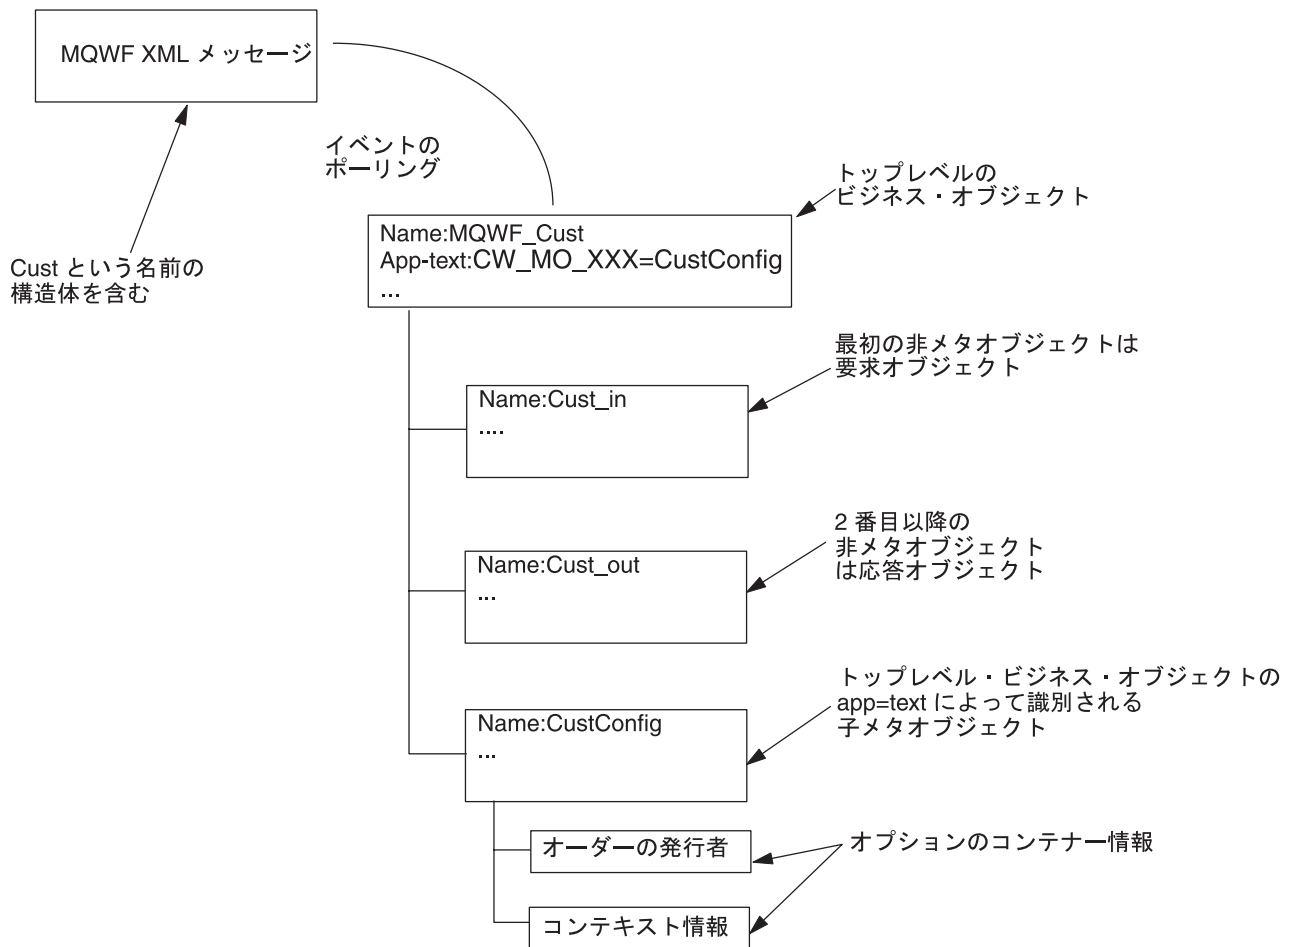 MQWF XML メッセージ
イベントの
ポーリング
トップレベルの
ビジネス・オブジェクト
Name:MQWF_Cust
App-text:CW_MO_XXX=CustConfig
...
Cust という名前の
構造体を含む
最初の非メタオブジェクトは
要求オブジェクト
Name:Cust_in
....
2 番目以降の
非メタオブジェクト
は応答オブジェクト
Name:Cust_out
...
トップレベル・ビジネス・オブジェクトの
app=text によって識別される
子メタオブジェクト
Name:CustConfig
...
オーダーの発行者
オプションのコンテナー情報
コンテキスト情報